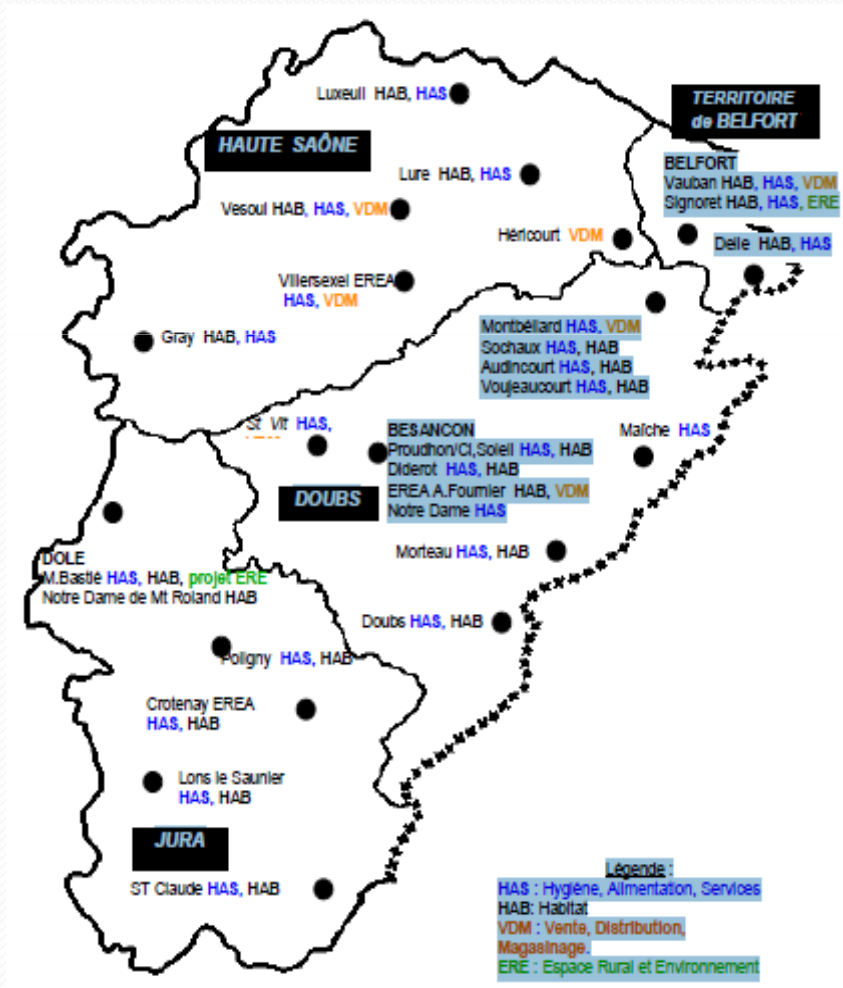 Luxeuil HAB, HAS
TERRITOIRE
de BELFORT
HAUTE SAÔNE
BELFORT
Vauban HAB, HAS, VDM
Signoret HAB, HAS, ERE
Lure HAB, HAS
Vesoul HAB, HAS, VDM
Héricourt VDM
Delle HAB, HAS
Villersexel EREA
HAS, VDM
Gray HAB, HAS
Montbéliard HAS, VDM
Sochaux HAS, HAB
Audincourt HAS, HAB
Voujeaucourt HAS, HAB
St Vit HAS,
BESANCON
Proudhon/Cl,Soleil HAS, HAB
Diderot HAS, HAB
EREA A.Fournier HAB, VDM
Notre Dame HAS
Maîche HAS
DOUBS
Morteau HAS, HAB
DOLE
M.Bastié HAS, HAB, projet ERE
Notre Dame de Mt Roland HAB
Doubs HAS, HAB
Poligny HAS, HAB
Crotenay EREA
HAS, HAB
Lons le Saunier
HAS, HAB
JURA
ST Claude HAS, HAB
Légende :
HAS : Hygiène, Alimentation, Services
HAB: Habitat
VDM : Vente, Distribution,
Magasinage.
ERE : Espace Rural et Environnement